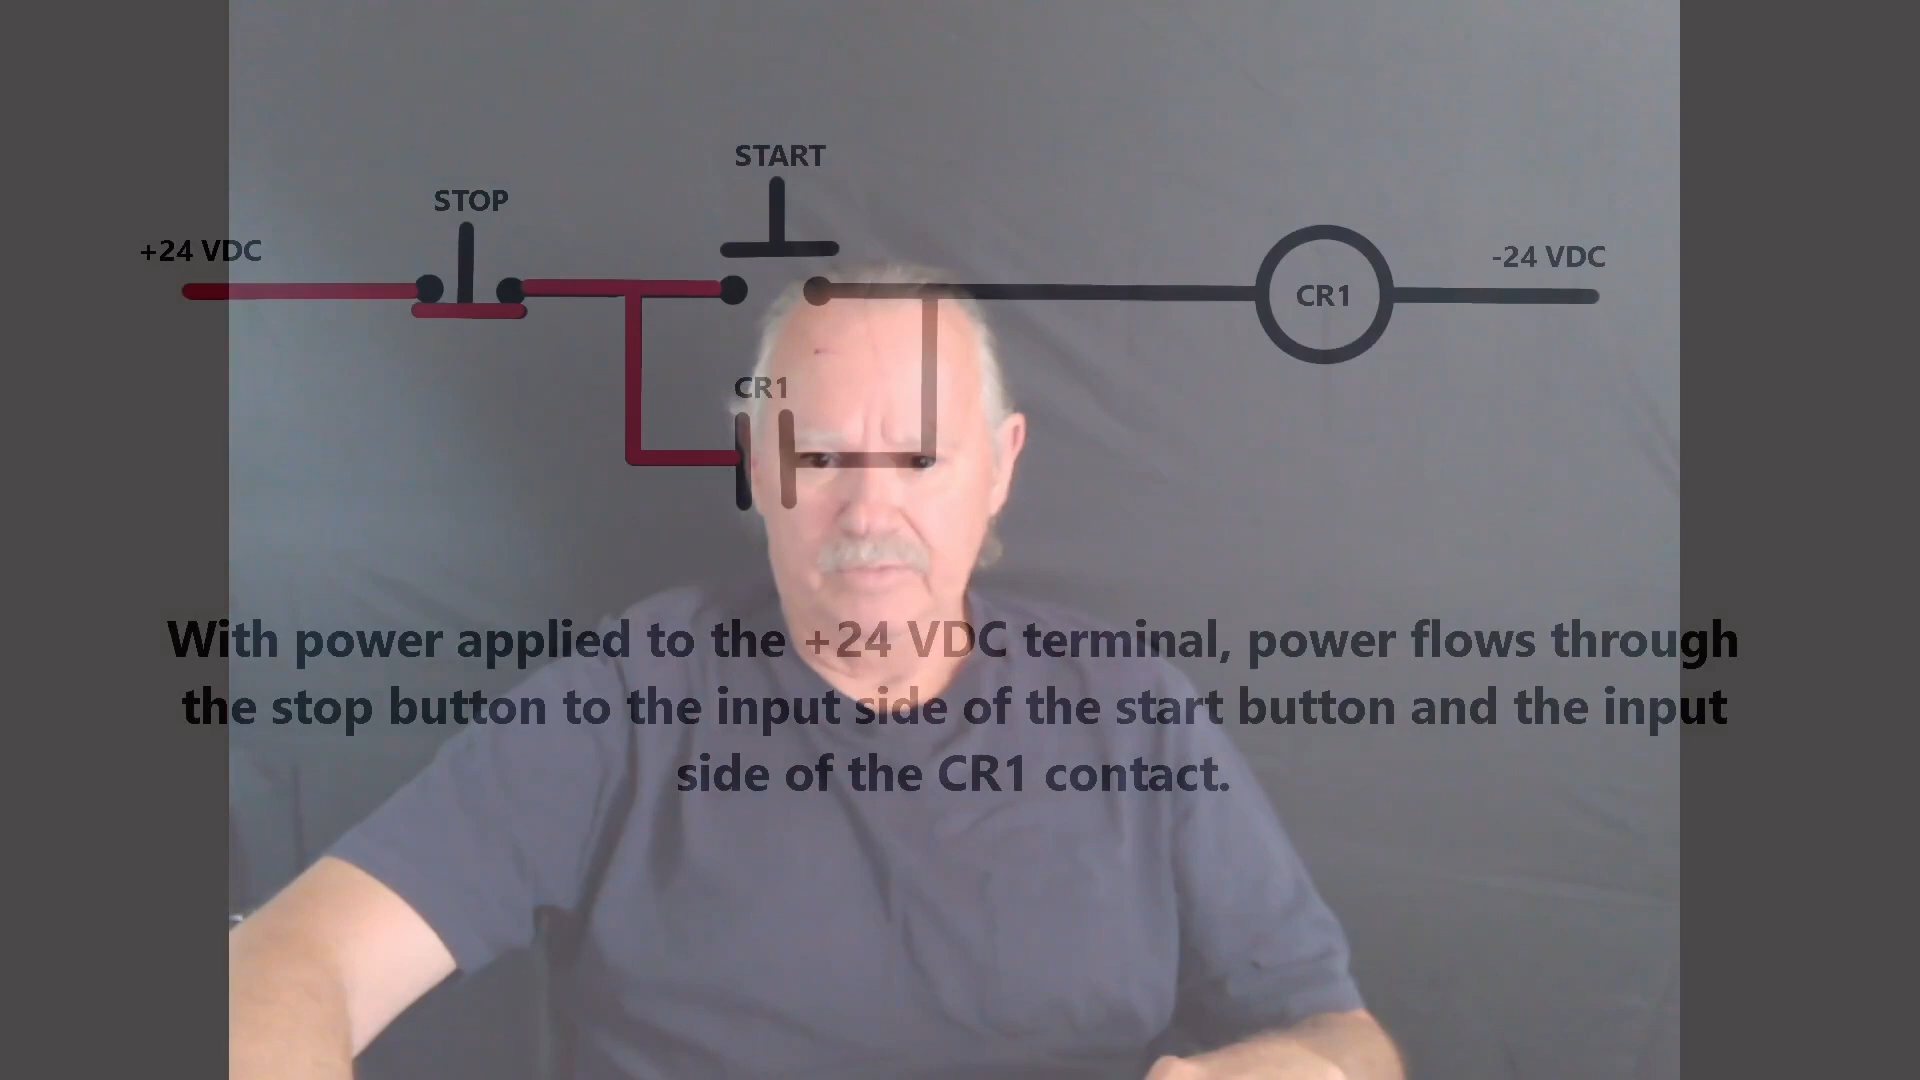 START
STOP
+24 VDC
-24 VDC
CR1
CR1
With power applied to the +24 VDC terminal, power flows through
the stop button to the input side of the start button and the input
side of the CR1 contact.